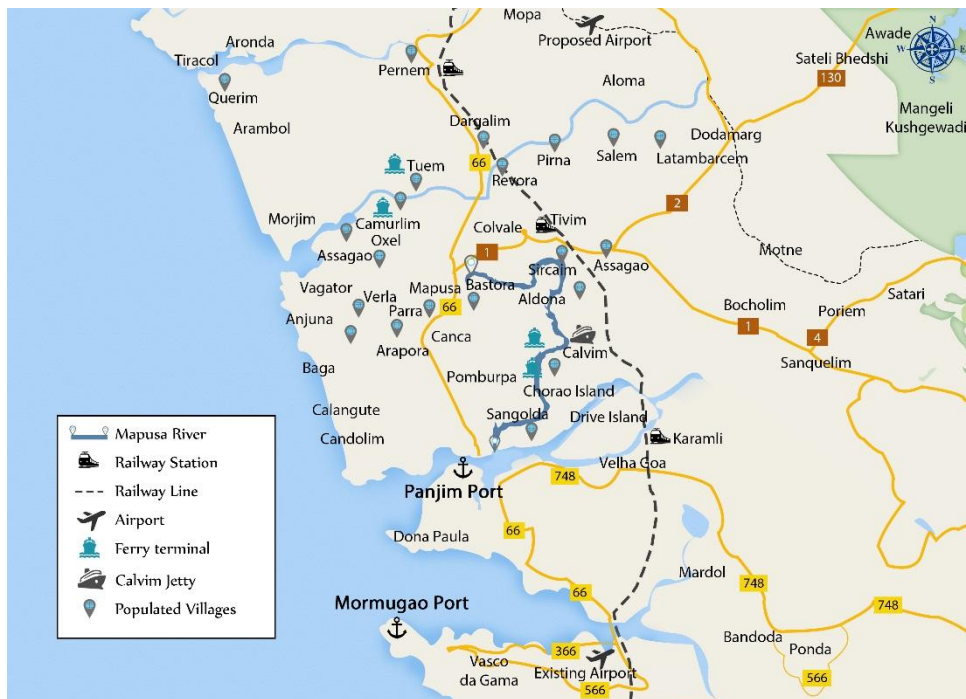 Mopa
Aronda
Tiracol
Proposed Airport
Awade
N
W
E
S
Sateli Bhedshi
Pernem
130
Querim
Aloma
Mangeli
Kushgewadi
Arambol
Dargalim
Dodamarg
66
Pirna
Salem
Latambarcem
Tuem
Revora
2
Morjim
Camurlim
Oxel
Colvale
Tivim
Assagao
1
Sircaim
Assagao
Motne
Vagator
Mapusa
Bastora
Aldona
Verla
66
Parra
Bocholim
Satari
Poriem
Anjuna
Arapora
Canca
1
4
Calvim
Sanquelim
Baga
Pomburpa
Chorao Island
Calangute
Sangolda
Drive Island
Candolim
Karamli
Velha Goa
748
Panjim Port
66
Dona Paula
Mardol
748
66
Mormugao Port
748
Bandoda
Ponda
366
Vasco
da Gama
Existing Airport
566
566
Mapusa River
Railway Station
Railway Line
Airport
Ferry terminal
Calvim Jetty
Populated Villages